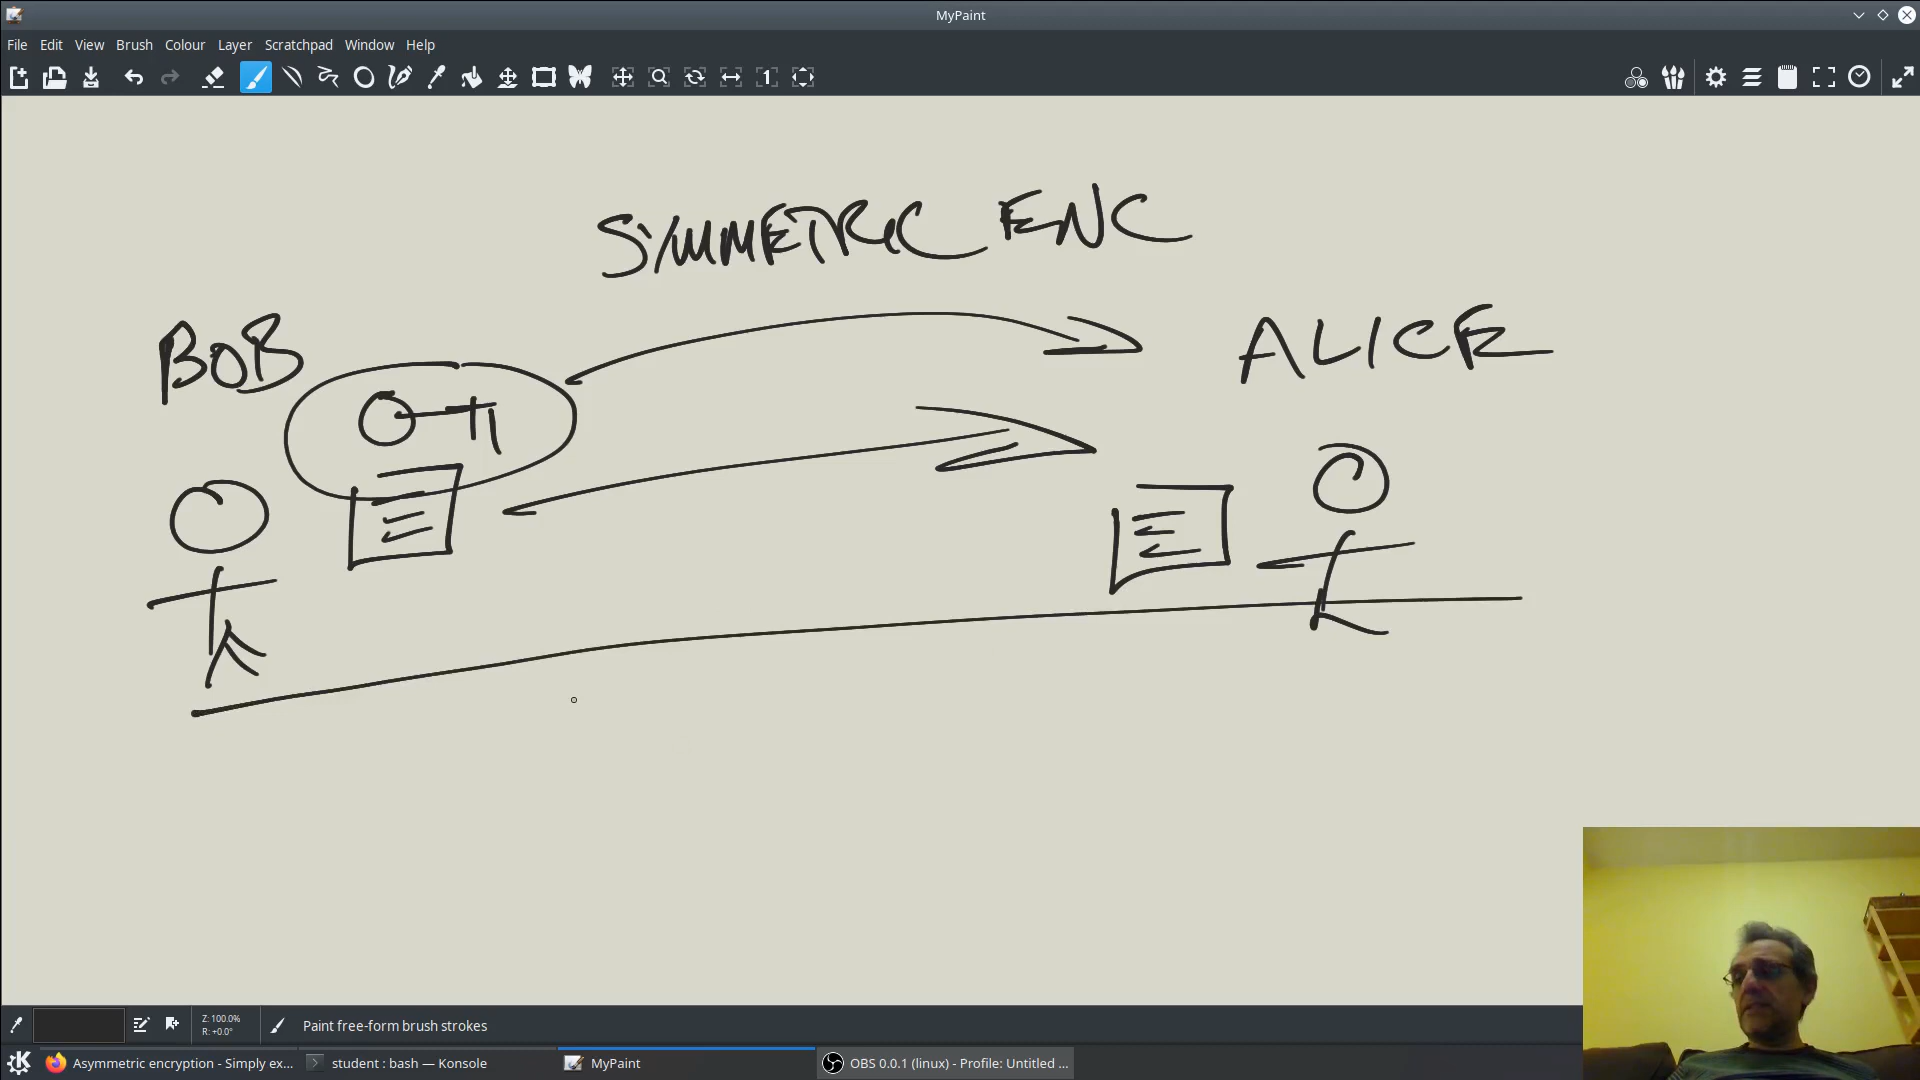 MyPaint
File Edit View Brush Colour Layer Scratchpad Window Help
1
SYMMETRIC ENC
BOB
ALICE
Z: 100.0%
R: +0.0°
Paint free-form brush strokes
Asymmetric encryption - Simply ex...
student : bash — Konsole
MyPaint
OBS 0.0.1 (linux) - Profile: Untitled ...